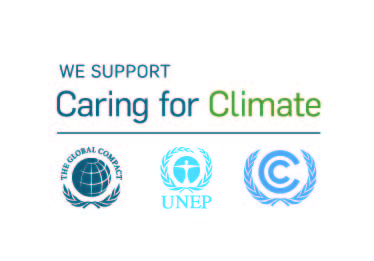 WE SUPPORT
Caring for Climate
THE GLOBAL COMPACT
UNEP